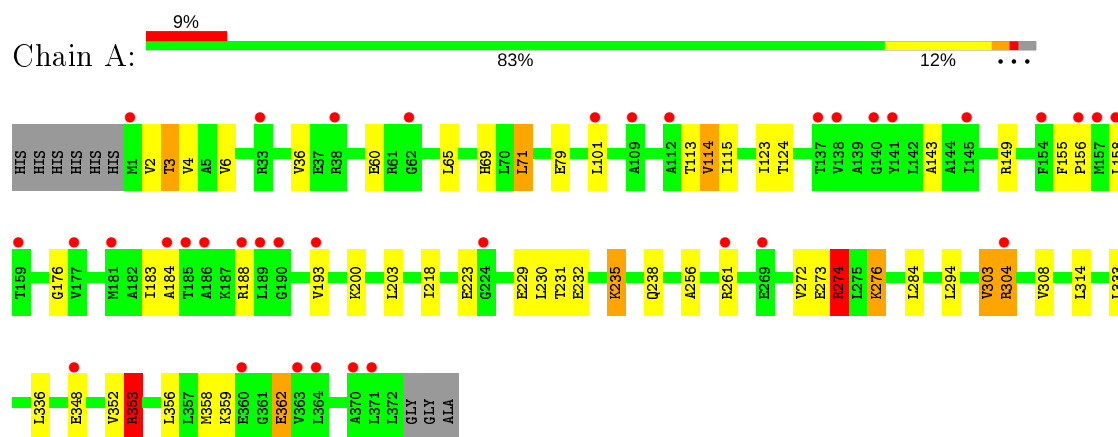 9%
Chain A:
83% 12% • • •
HIS HIS HIS HIS HIS HIS M1 V2 T3 V4 A5 V6 R33 V36 E37 R38 E60 R61 G62 L65 H69 L70 L71 E79 L101 A109 A112 T113 V114 I115 I123 T124 T137 V138 A139 G140 Y141 L142 A143 A144 I145 R149 F154 F155 P156 M157 L158
T159 G176 V177 M181 A182 I183 A184 T185 A186 K187 R188 L189 G190 V193 K200 L203 I218 E223 G224 E229 L230 T231 E232 K235 Q238 A256 R261 E269 V272 E273 R274 L275 K276 L284 L294 V303 R304 V308 L314 L333
L336 E348 V352 R353 L356 L357 M358 K359 E360 G361 E362 V363 L364 A370 L371 L372 GLY GLY ALA